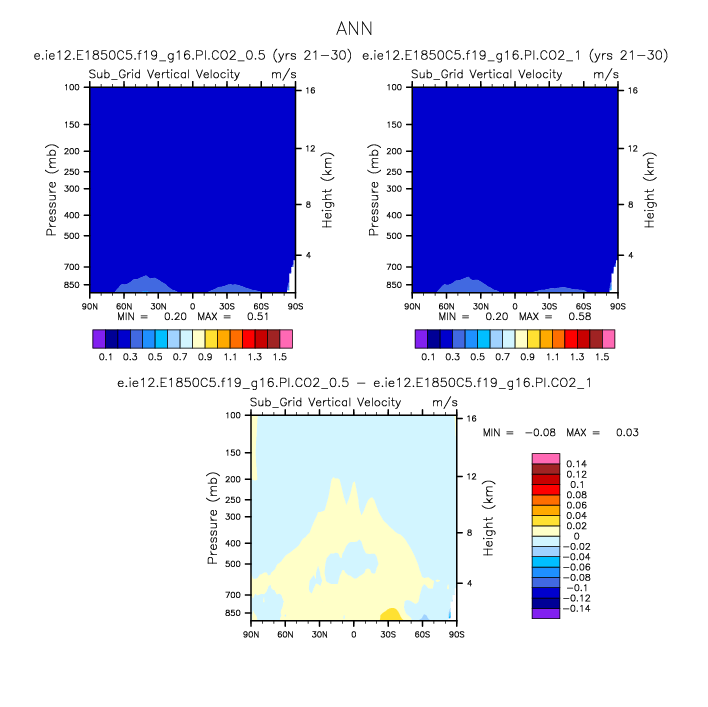 ANN
e.ie12.E1850C5.f19_g16.PI.CO2_0.5 (yrs 21−30) e.ie12.E1850C5.f19_g16.PI.CO2_1 (yrs 21−30)
Sub_Grid Vertical Velocity m/s
100
150
200
250
300
400
500
700
850
Pressure (mb)
16
12
8
4
Height (km)
90N 60N 30N 0 30S 60S 90S
MIN = 0.20 MAX = 0.51
0.1 0.3 0.5 0.7 0.9 1.1 1.3 1.5
Sub_Grid Vertical Velocity m/s
100
150
200
250
300
400
500
700
850
Pressure (mb)
16
12
8
4
Height (km)
90N 60N 30N 0 30S 60S 90S
MIN = 0.20 MAX = 0.58
0.1 0.3 0.5 0.7 0.9 1.1 1.3 1.5
e.ie12.E1850C5.f19_g16.PI.CO2_0.5 − e.ie12.E1850C5.f19_g16.PI.CO2_1
Sub_Grid Vertical Velocity m/s
100
150
200
250
300
400
500
700
850
Pressure (mb)
16
12
8
4
Height (km)
90N 60N 30N 0 30S 60S 90S
MIN = −0.08 MAX = 0.03
0.14
0.12
0.1
0.08
0.06
0.04
0.02
0
−0.02
−0.04
−0.06
−0.08
−0.1
−0.12
−0.14